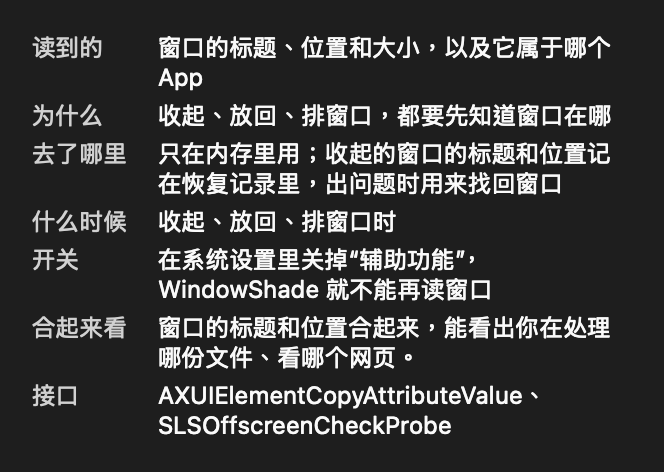 读到的 窗口的标题、位置和大小，以及它属于哪个
App
为什么 收起、放回、排窗口，都要先知道窗口在哪
去了哪里 只在内存里用；收起的窗口的标题和位置记
在恢复记录里，出问题时用来找回窗口
什么时候 收起、放回、排窗口时
开关 在系统设置里关掉“辅助功能”，
WindowShade 就不能再读窗口
合起来看 窗口的标题和位置合起来，能看出你在处理
哪份文件、看哪个网页。
接口 AXUIElementCopyAttributeValue、
SLSOffscreenCheckProbe